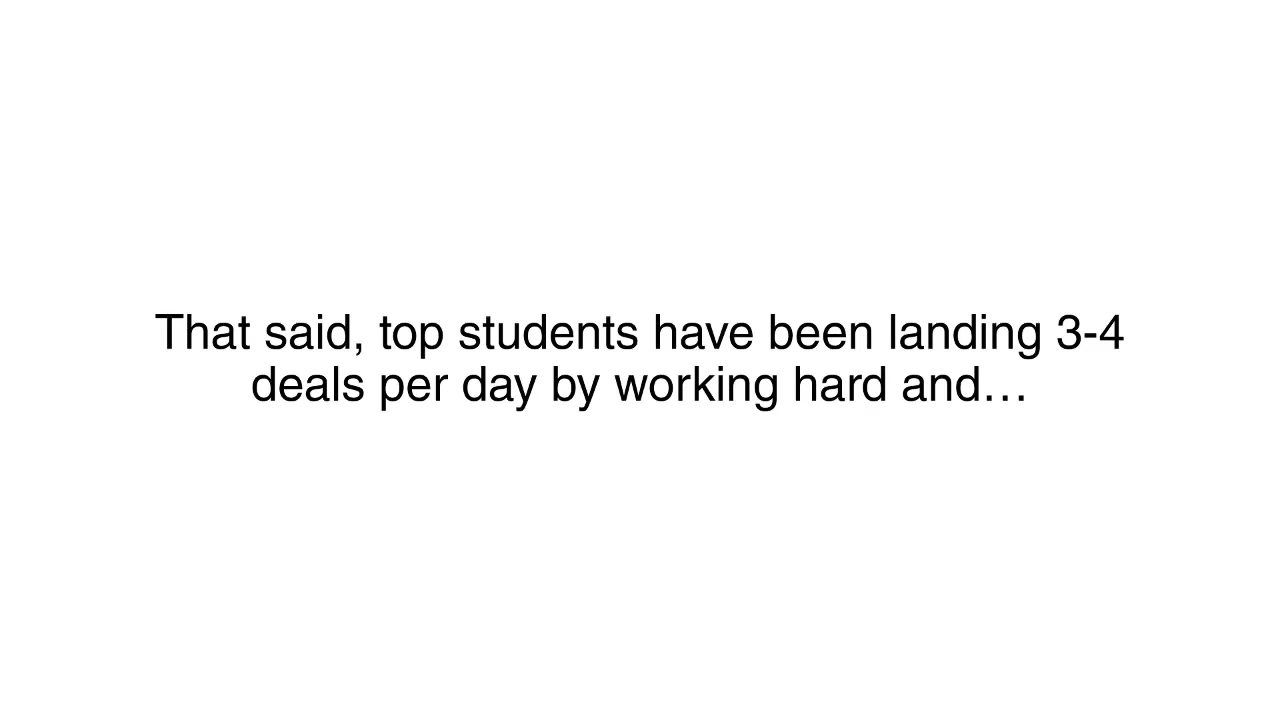 That said, top students have been landing 3-4
deals per day by working hard and…